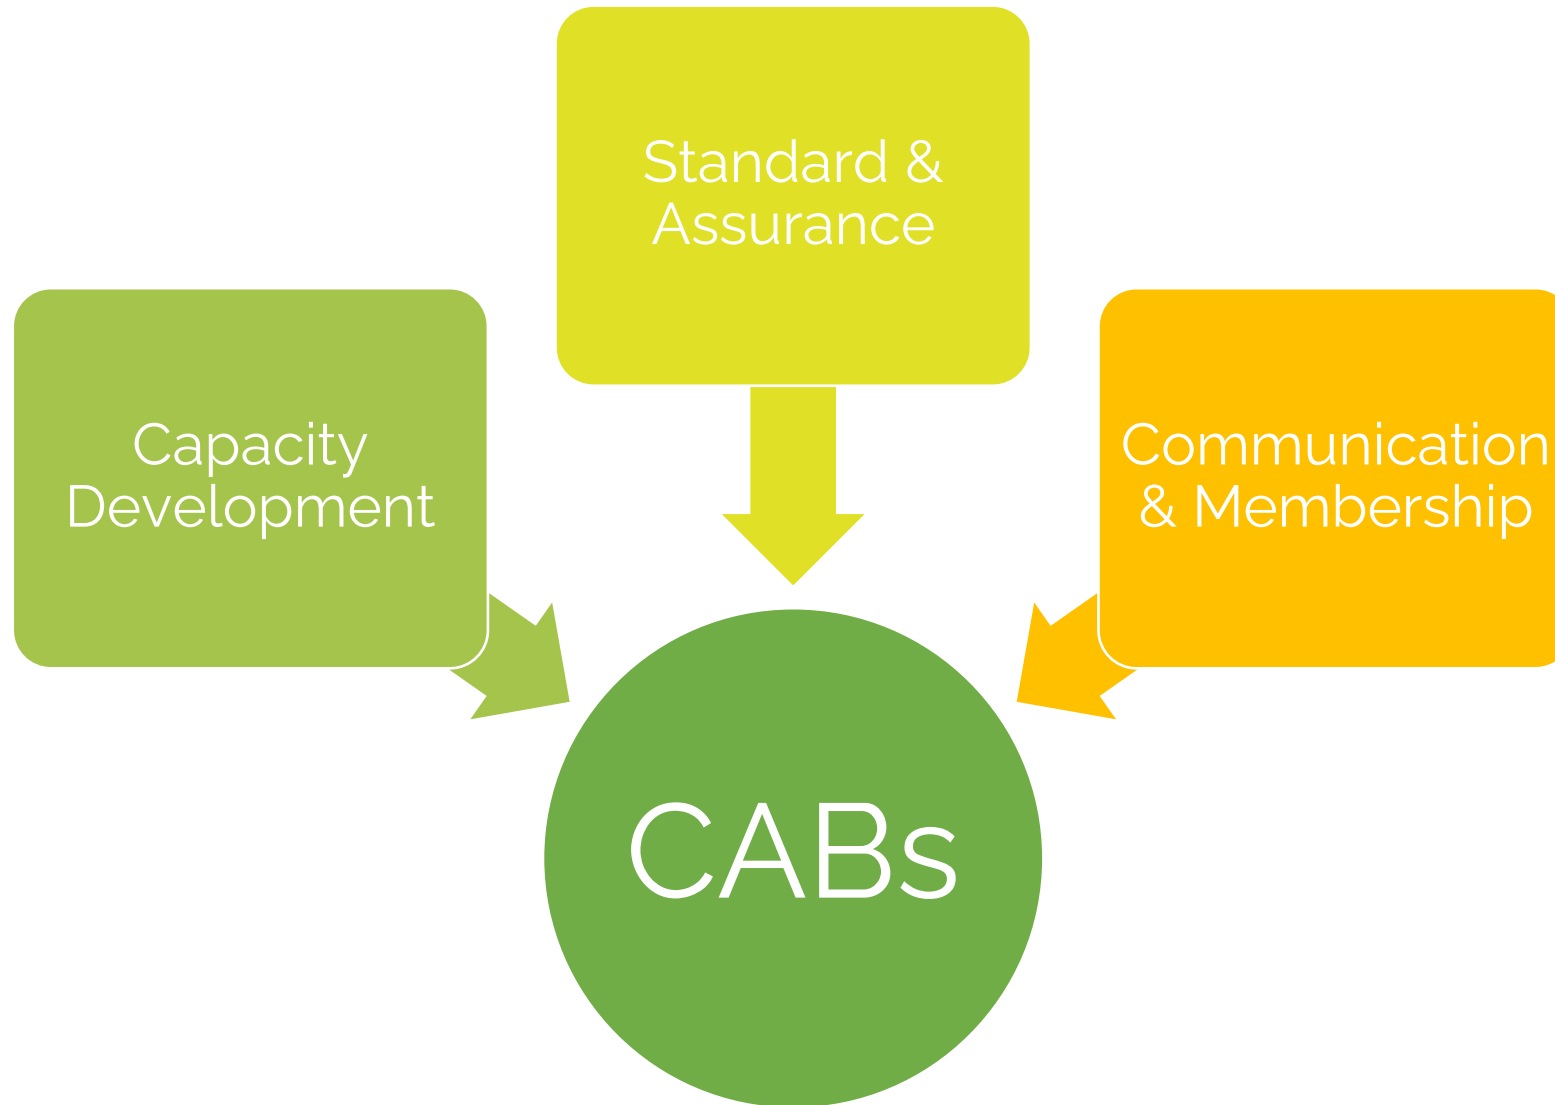 Standard &
Assurance
Capacity
Development
Communication
& Membership
CABs